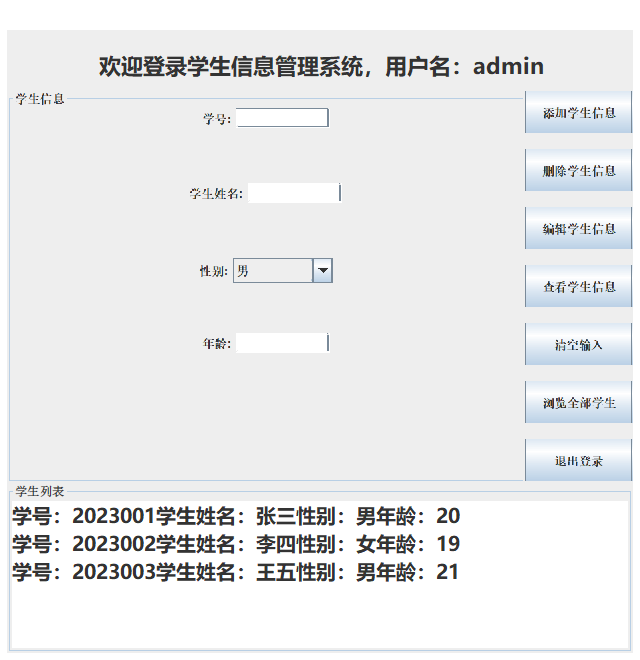 欢迎登录学生信息管理系统，用户名：admin
学生信息
学号:
学生姓名:
性别: 男
年龄:
添加学生信息
删除学生信息
编辑学生信息
查看学生信息
清空输入
浏览全部学生
退出登录
学生列表
学号：2023001学生姓名：张三性别：男年龄：20
学号：2023002学生姓名：李四性别：女年龄：19
学号：2023003学生姓名：王五性别：男年龄：21